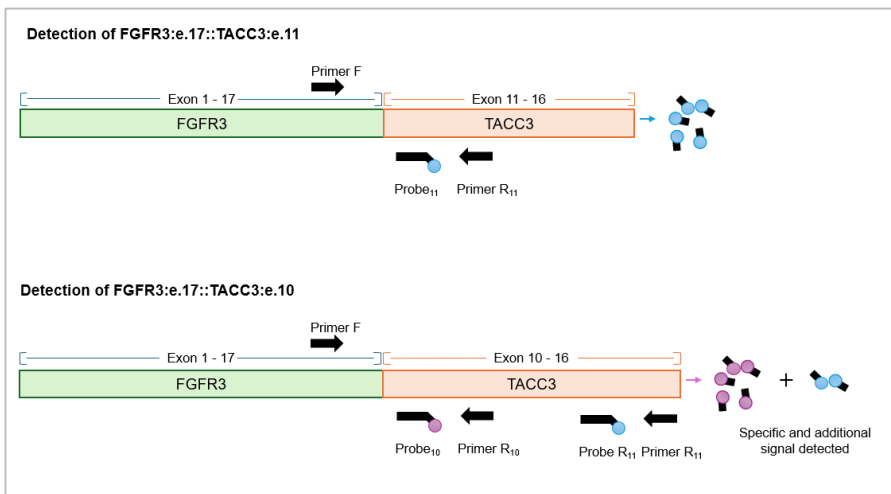 Detection of FGFR3:e.17::TACC3:e.11
Primer F
Exon 1 - 17
Exon 11 - 16
FGFR3
TACC3
Probe₁₁
Primer R₁₁
Detection of FGFR3:e.17::TACC3:e.10
Primer F
Exon 1 - 17
Exon 10 - 16
FGFR3
TACC3
+
Probe₁₀
Primer R₁₀
Probe R₁₁
Primer R₁₁
Specific and additional
signal detected